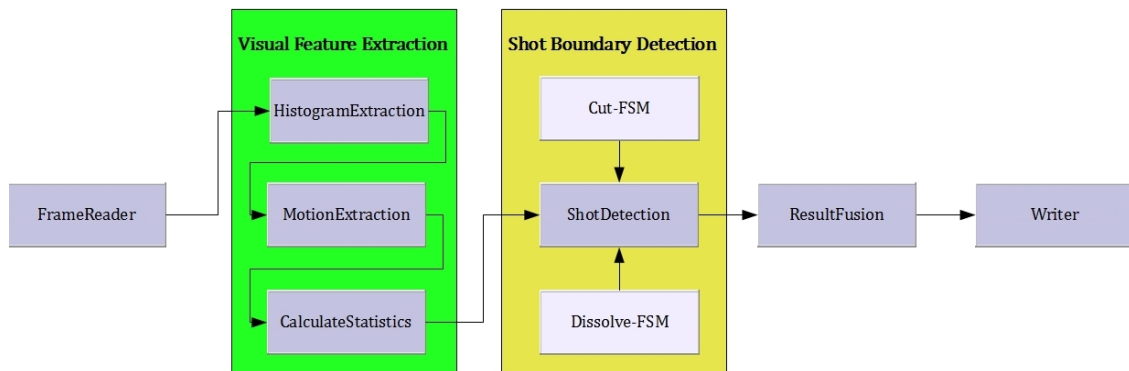 Visual Feature Extraction
Shot Boundary Detection
HistogramExtraction
Cut-FSM
FrameReader
MotionExtraction
ShotDetection
ResultFusion
Writer
CalculateStatistics
Dissolve-FSM